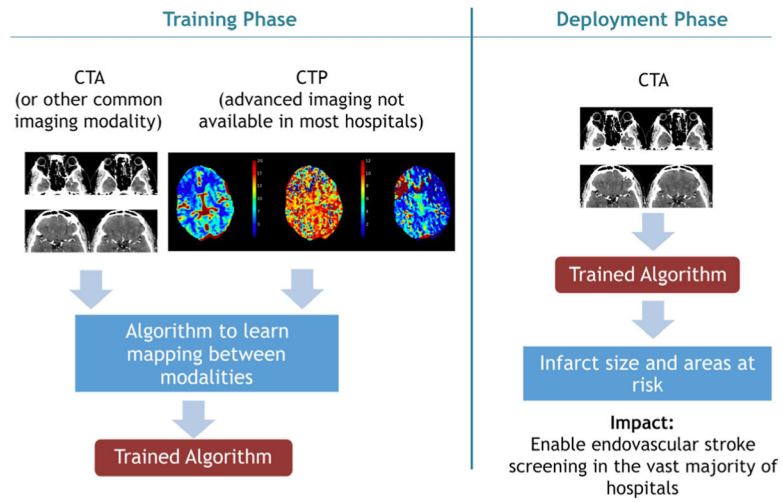 Training Phase
CTA
(or other common
imaging modality)
CTP
(advanced imaging not
available in most hospitals)
Algorithm to learn
mapping between
modalities
Trained Algorithm
Deployment Phase
CTA
Trained Algorithm
Infarct size and areas at
risk
Impact:
Enable endovascular stroke
screening in the vast majority of
hospitals